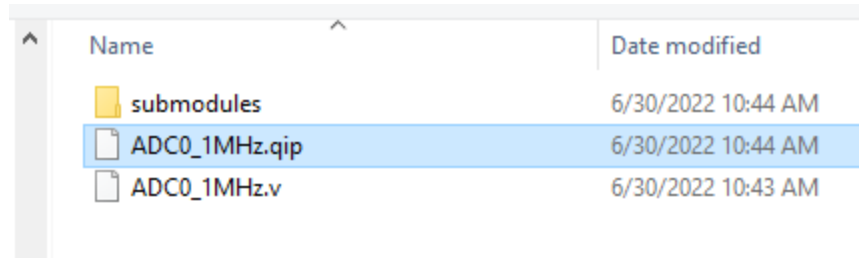 Name Date modified
submodules 6/30/2022 10:44 AM
ADC0_1MHz.qip 6/30/2022 10:44 AM
ADC0_1MHz.v 6/30/2022 10:43 AM